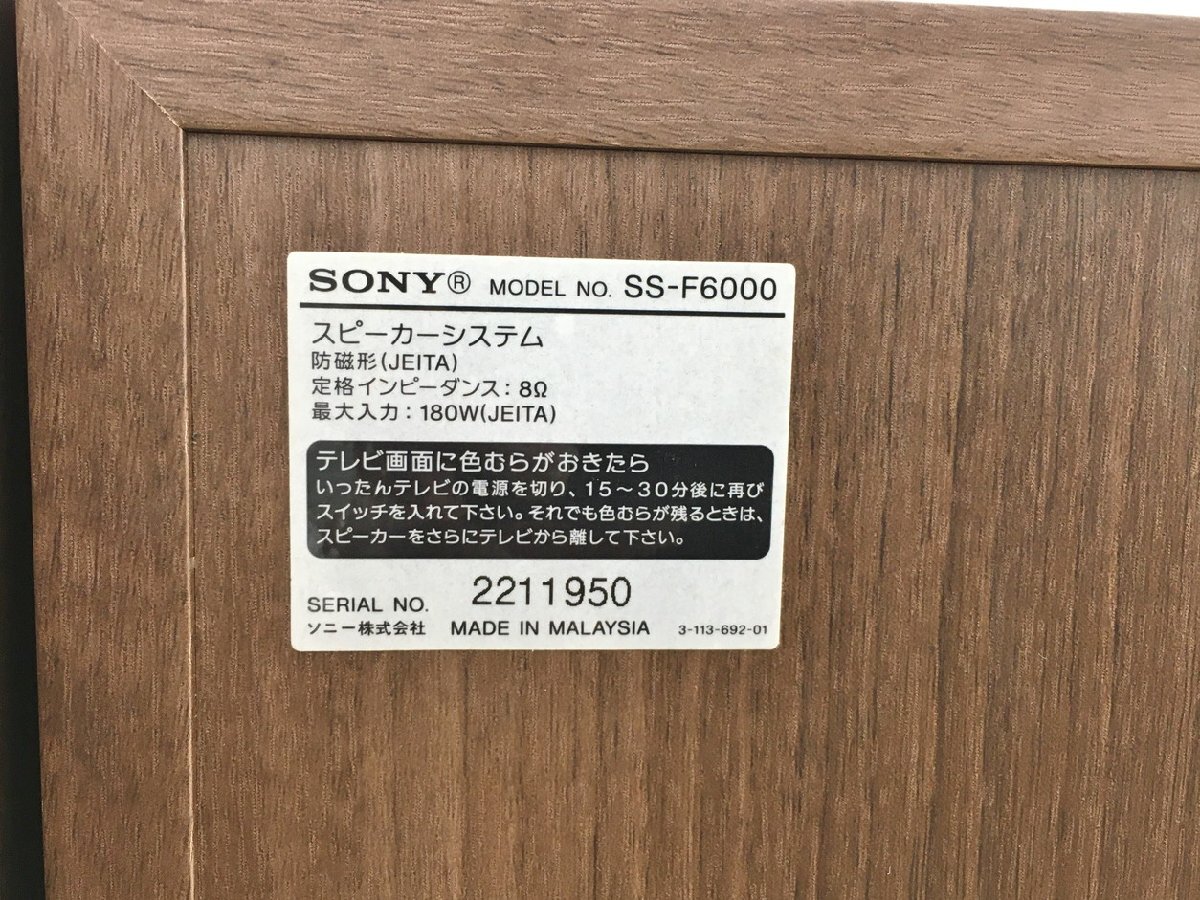 SONY® MODEL NO. SS-F6000
スピーカーシステム
防磁形(JEITA)
定格インピーダンス：8Ω
最大入力：180W(JEITA)
テレビ画面に色むらがおきたら
いったんテレビの電源を切り、15～30分後に再び
スイッチを入れて下さい。それでも色むらが残るときは、
スピーカーをさらにテレビから離して下さい。
SERIAL NO. 2211950
ソニー株式会社 MADE IN MALAYSIA 3-113-692-01